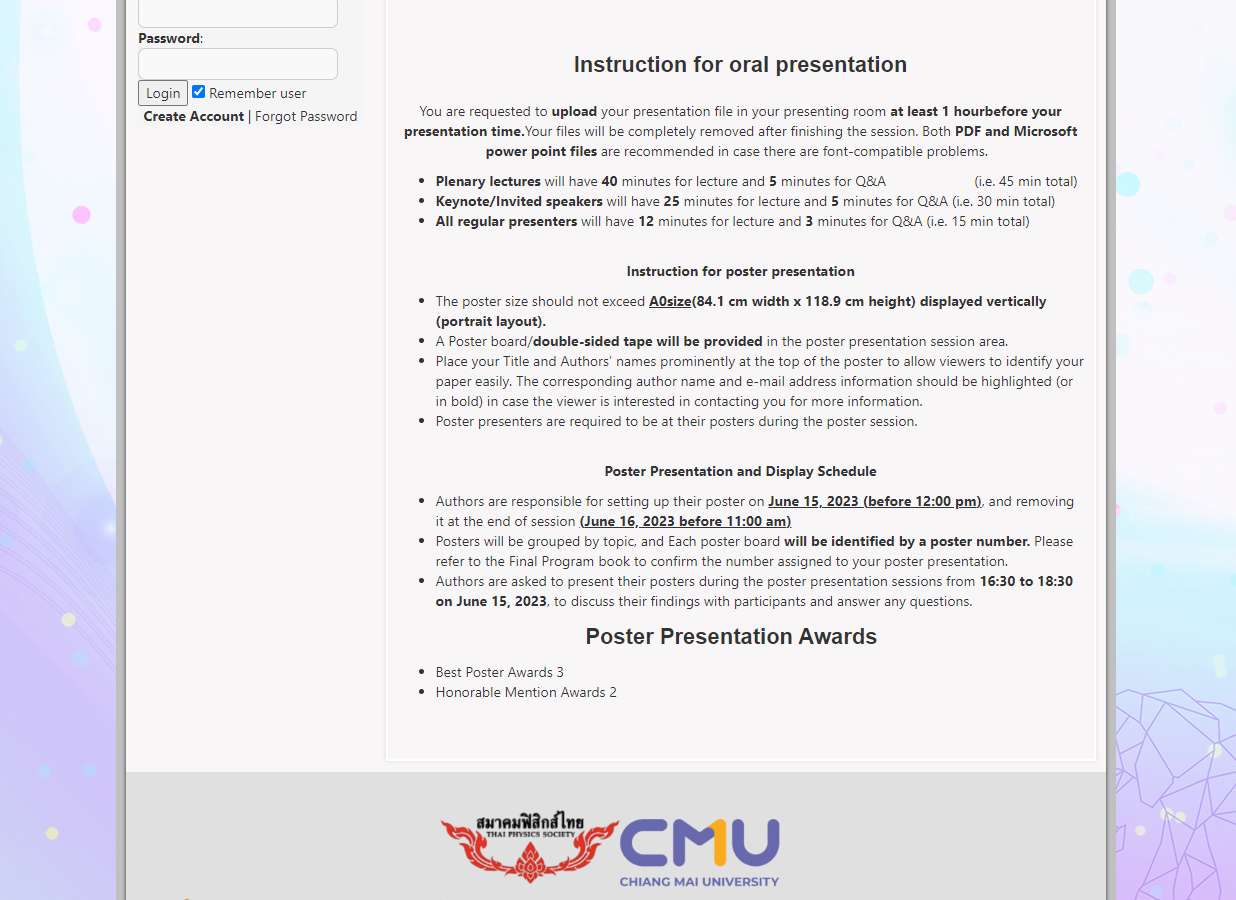 Password:
Login Remember user
Create Account | Forgot Password
Instruction for oral presentation
You are requested to upload your presentation file in your presenting room at least 1 hourbefore your
presentation time.Your files will be completely removed after finishing the session. Both PDF and Microsoft
power point files are recommended in case there are font-compatible problems.
Plenary lectures will have 40 minutes for lecture and 5 minutes for Q&A (i.e. 45 min total)
Keynote/Invited speakers will have 25 minutes for lecture and 5 minutes for Q&A (i.e. 30 min total)
All regular presenters will have 12 minutes for lecture and 3 minutes for Q&A (i.e. 15 min total)
Instruction for poster presentation
The poster size should not exceed A0size(84.1 cm width x 118.9 cm height) displayed vertically
(portrait layout).
A Poster board/double-sided tape will be provided in the poster presentation session area.
Place your Title and Authors’ names prominently at the top of the poster to allow viewers to identify your
paper easily. The corresponding author name and e-mail address information should be highlighted (or
in bold) in case the viewer is interested in contacting you for more information.
Poster presenters are required to be at their posters during the poster session.
Poster Presentation and Display Schedule
Authors are responsible for setting up their poster on June 15, 2023 (before 12:00 pm), and removing
it at the end of session (June 16, 2023 before 11:00 am)
Posters will be grouped by topic, and Each poster board will be identified by a poster number. Please
refer to the Final Program book to confirm the number assigned to your poster presentation.
Authors are asked to present their posters during the poster presentation sessions from 16:30 to 18:30
on June 15, 2023, to discuss their findings with participants and answer any questions.
Poster Presentation Awards
Best Poster Awards 3
Honorable Mention Awards 2
สมาคมฟิสิกส์ไทย
THAI PHYSICS SOCIETY
CMU
CHIANG MAI UNIVERSITY